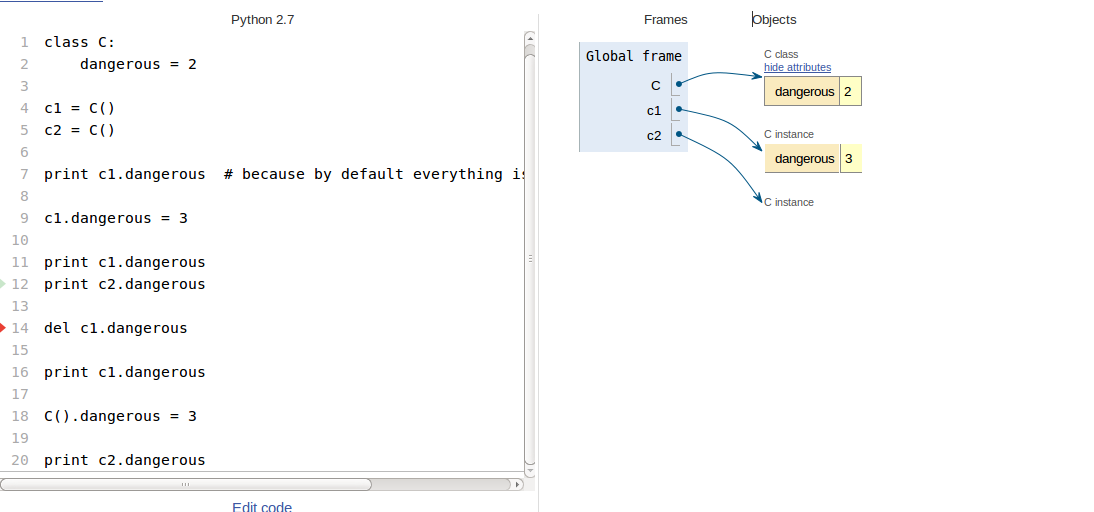 Python 2.7
1 class C:
2     dangerous = 2
3
4 c1 = C()
5 c2 = C()
6
7 print c1.dangerous  # because by default everything is
8
9 c1.dangerous = 3
10
11 print c1.dangerous
12 print c2.dangerous
13
14 del c1.dangerous
15
16 print c1.dangerous
17
18 C().dangerous = 3
19
20 print c2.dangerous
Edit code
Frames
Objects
Global frame
C
c1
c2
C class
hide attributes
dangerous 2
C instance
dangerous 3
C instance